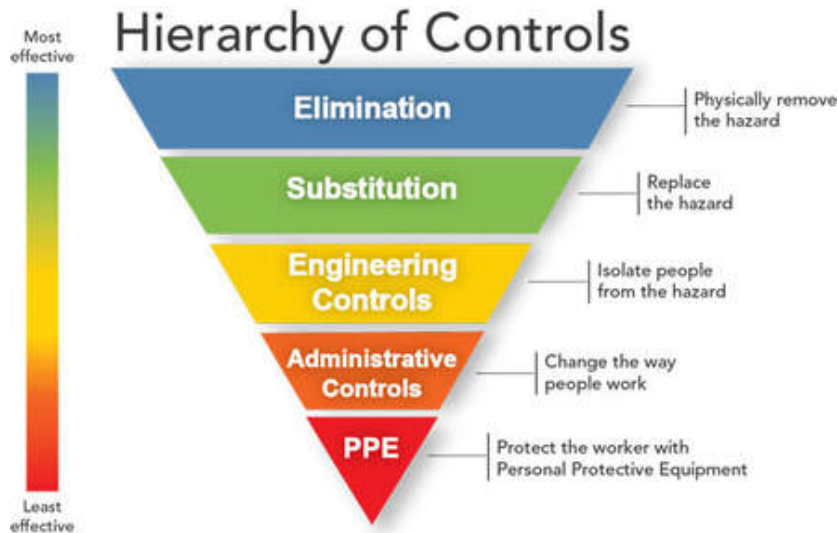 Hierarchy of Controls
Most
effective
Elimination
Physically remove
the hazard
Substitution
Replace
the hazard
Engineering
Controls
Isolate people
from the hazard
Administrative
Controls
Change the way
people work
PPE
Protect the worker with
Personal Protective Equipment
Least
effective